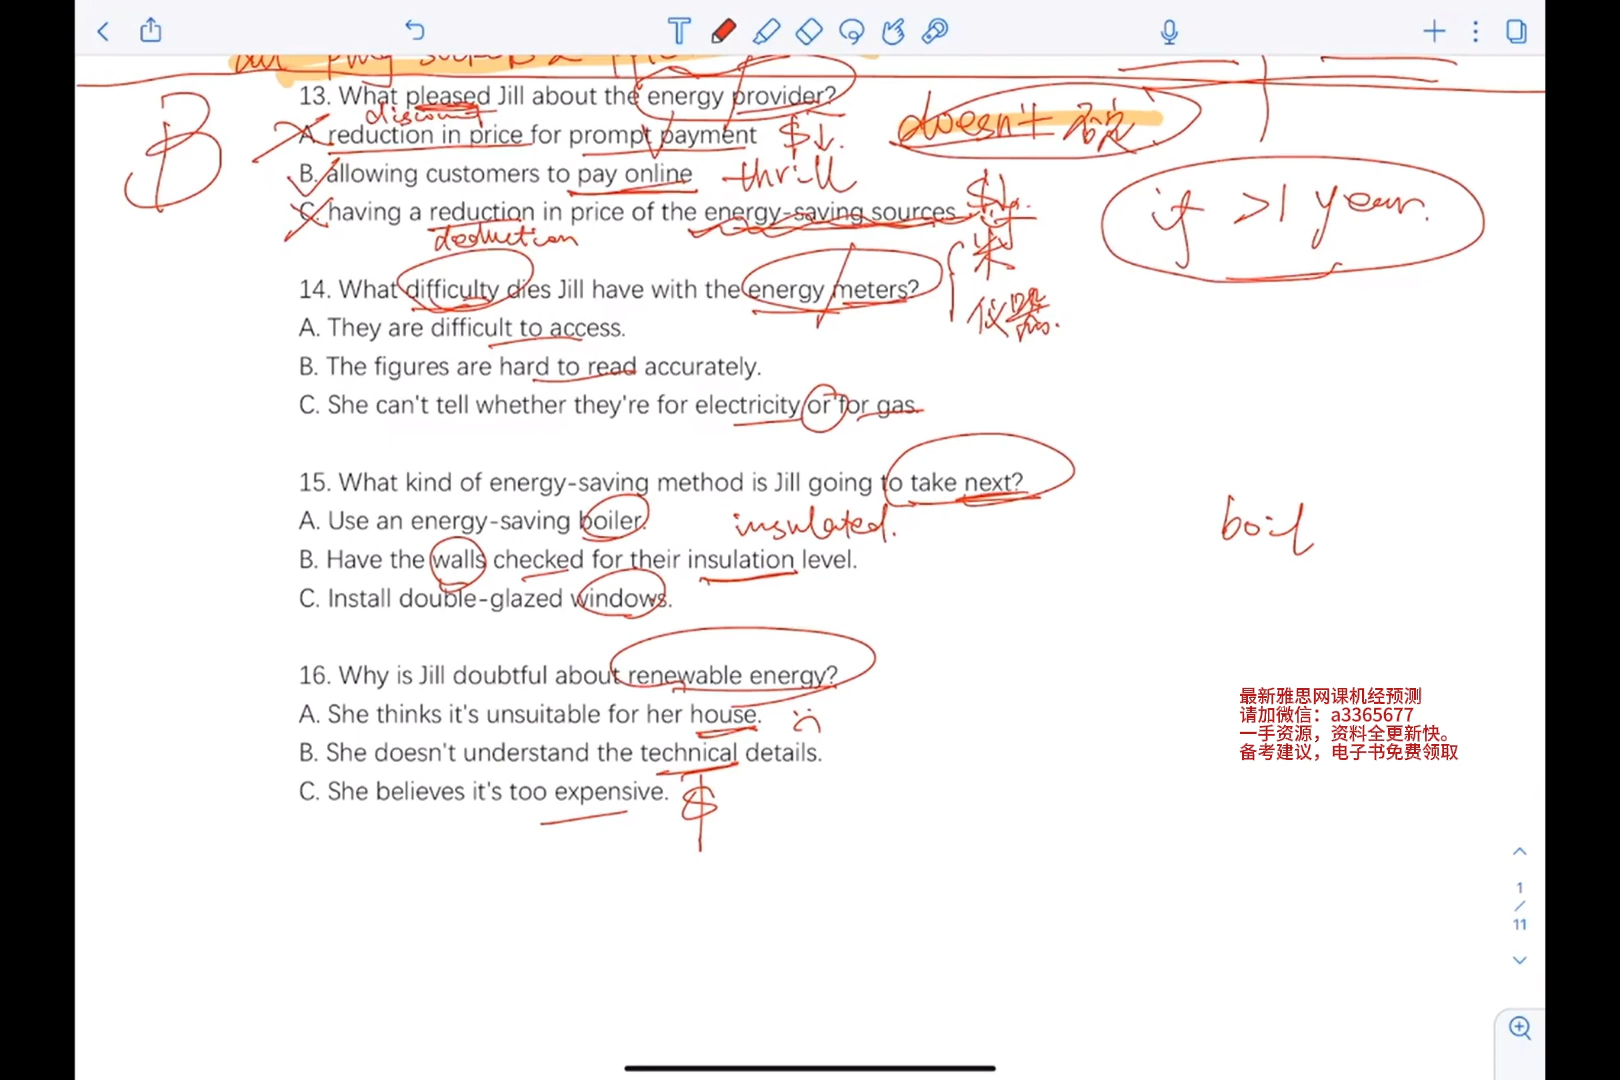 13. What pleased Jill about the energy provider?
discount
doesn't 否定
A. reduction in price for prompt payment $↓.
B
B. allowing customers to pay online thrill
C. having a reduction in price of the energy-saving sources $↓.
deduction
if >1 year.
14. What difficulty dies Jill have with the energy meters?
米
仪器.
A. They are difficult to access.
B. The figures are hard to read accurately.
C. She can't tell whether they're for electricity or for gas.
15. What kind of energy-saving method is Jill going to take next?
A. Use an energy-saving boiler.
insulated.
boil
B. Have the walls checked for their insulation level.
C. Install double-glazed windows.
16. Why is Jill doubtful about renewable energy?
A. She thinks it's unsuitable for her house.
B. She doesn't understand the technical details.
C. She believes it's too expensive. $
最新雅思网课机经预测
请加微信：a3365677
一手资源，资料全更新快。
备考建议，电子书免费领取
1
/
11